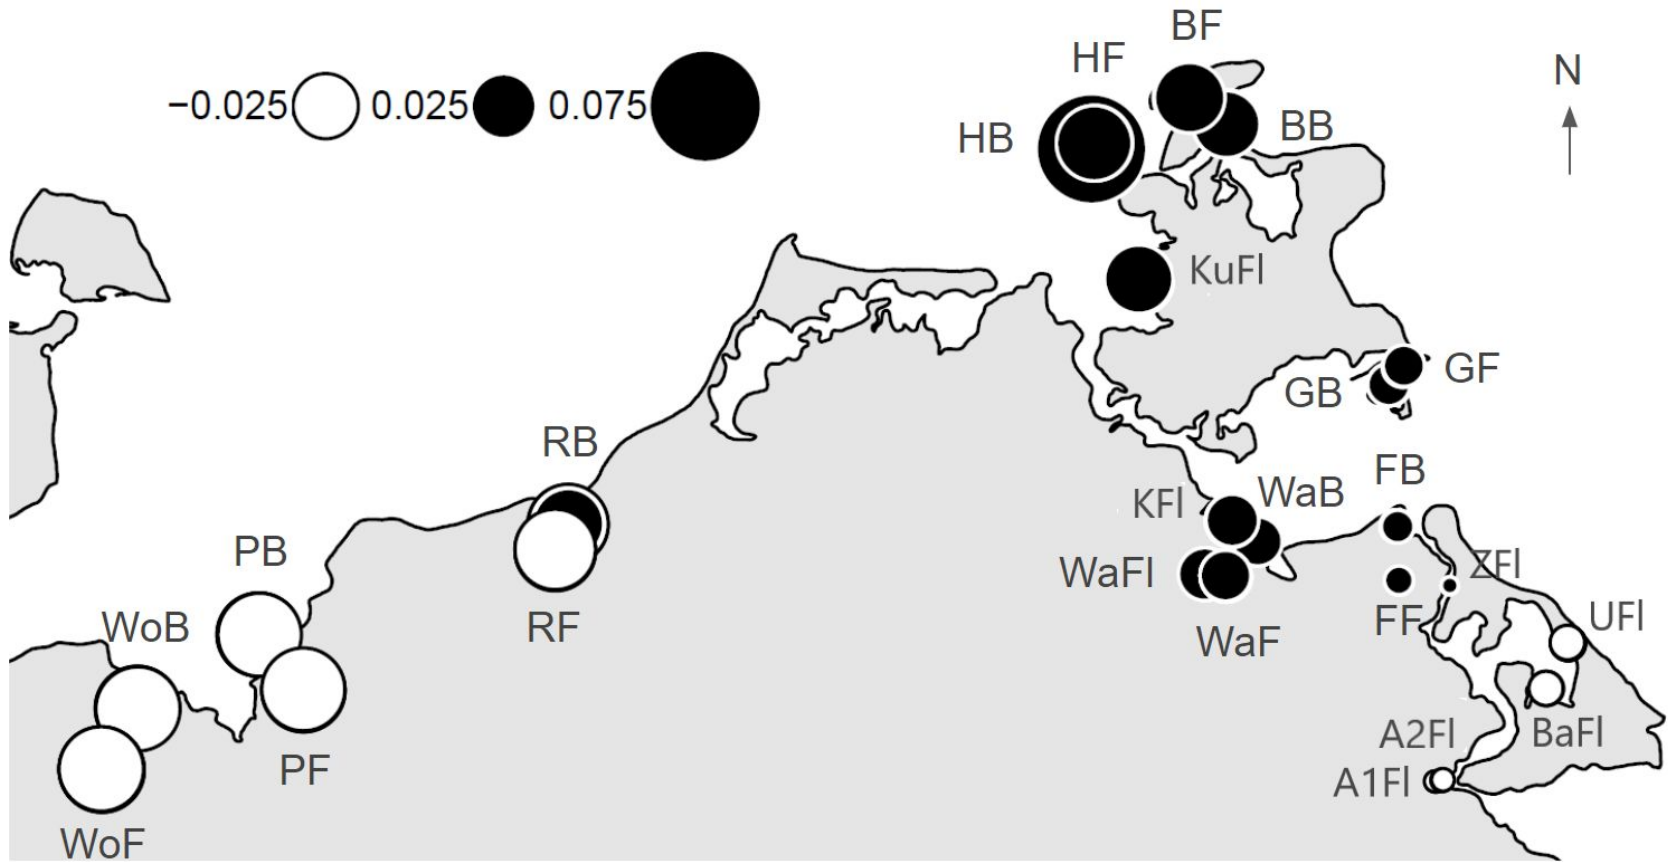 BF
HF
N
−0.025 0.025 0.075
HB
BB
KuFl
GF
GB
RB
FB
WaB
KFl
PB
ZFl
WaFl
UFl
WoB
RF
FF
WaF
BaFl
A2Fl
PF
A1Fl
WoF